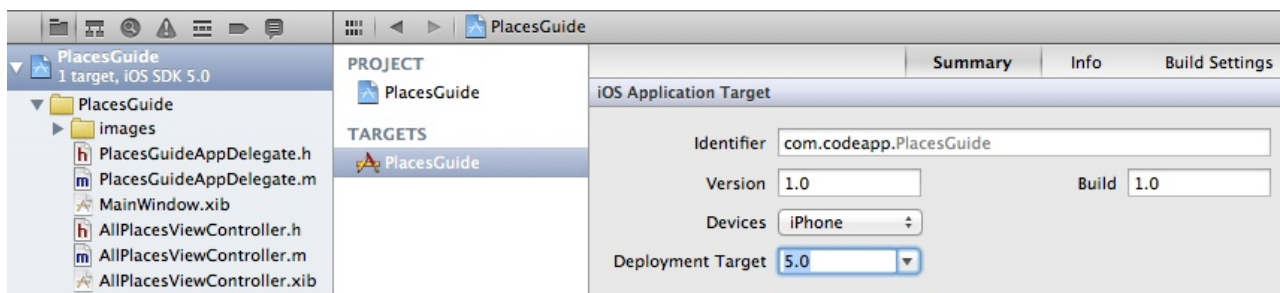 PlacesGuide
PlacesGuide
1 target, iOS SDK 5.0
PlacesGuide
images
PlacesGuideAppDelegate.h
PlacesGuideAppDelegate.m
MainWindow.xib
AllPlacesViewController.h
AllPlacesViewController.m
AllPlacesViewController.xib
PROJECT
PlacesGuide
TARGETS
PlacesGuide
Summary Info Build Settings
iOS Application Target
Identifier com.codeapp.PlacesGuide
Version 1.0 Build 1.0
Devices iPhone
Deployment Target 5.0